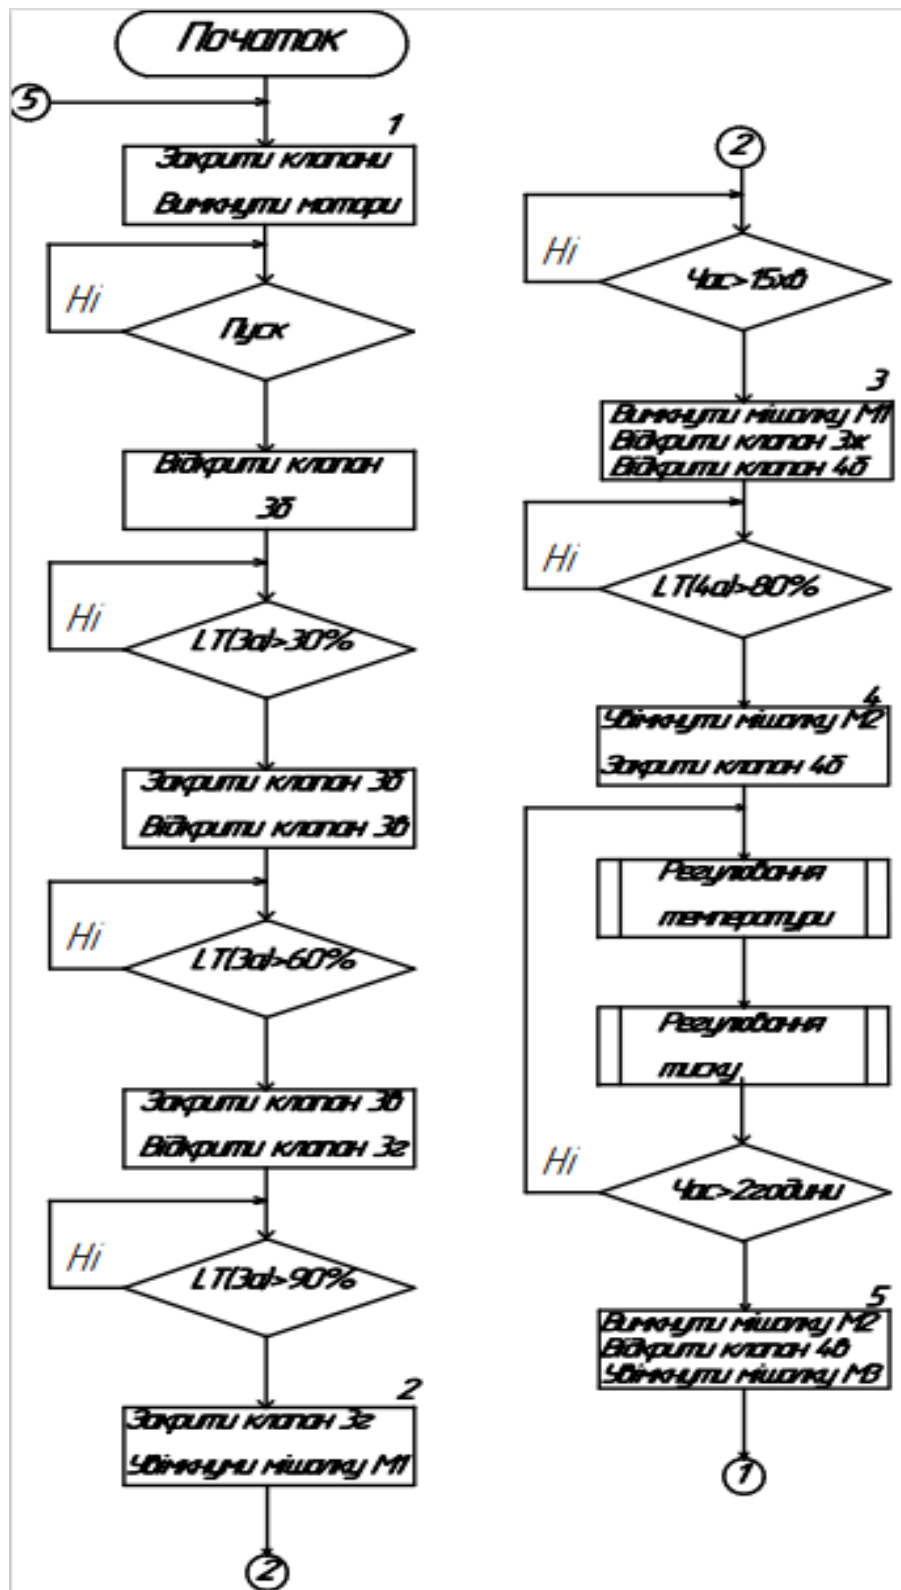 Початок
5
1
Закрити клапани
Вимкнути мотори
Ні
Пуск
Відкрити клапан
3б
Ні
LT(3а)>30%
Закрити клапан 3б
Відкрити клапан 3в
Ні
LT(3а)>60%
Закрити клапан 3в
Відкрити клапан 3г
Ні
LT(3а)>90%
2
Закрити клапан 3г
Увімкнуми мішалку М1
2
2
Ні
Час>15хв
3
Вимкнути мішалку М1
Відкрити клапан 3ж
Відкрити клапан 4б
Ні
LT(4а)>80%
4
Увімкнути мішалку М2
Закрити клапан 4б
Регулювання
температури
Регулювання
тиску
Ні
Час>2години
5
Вимкнути мішалку М2
Відкрити клапан 4в
Увімкнути мішалку М3
1